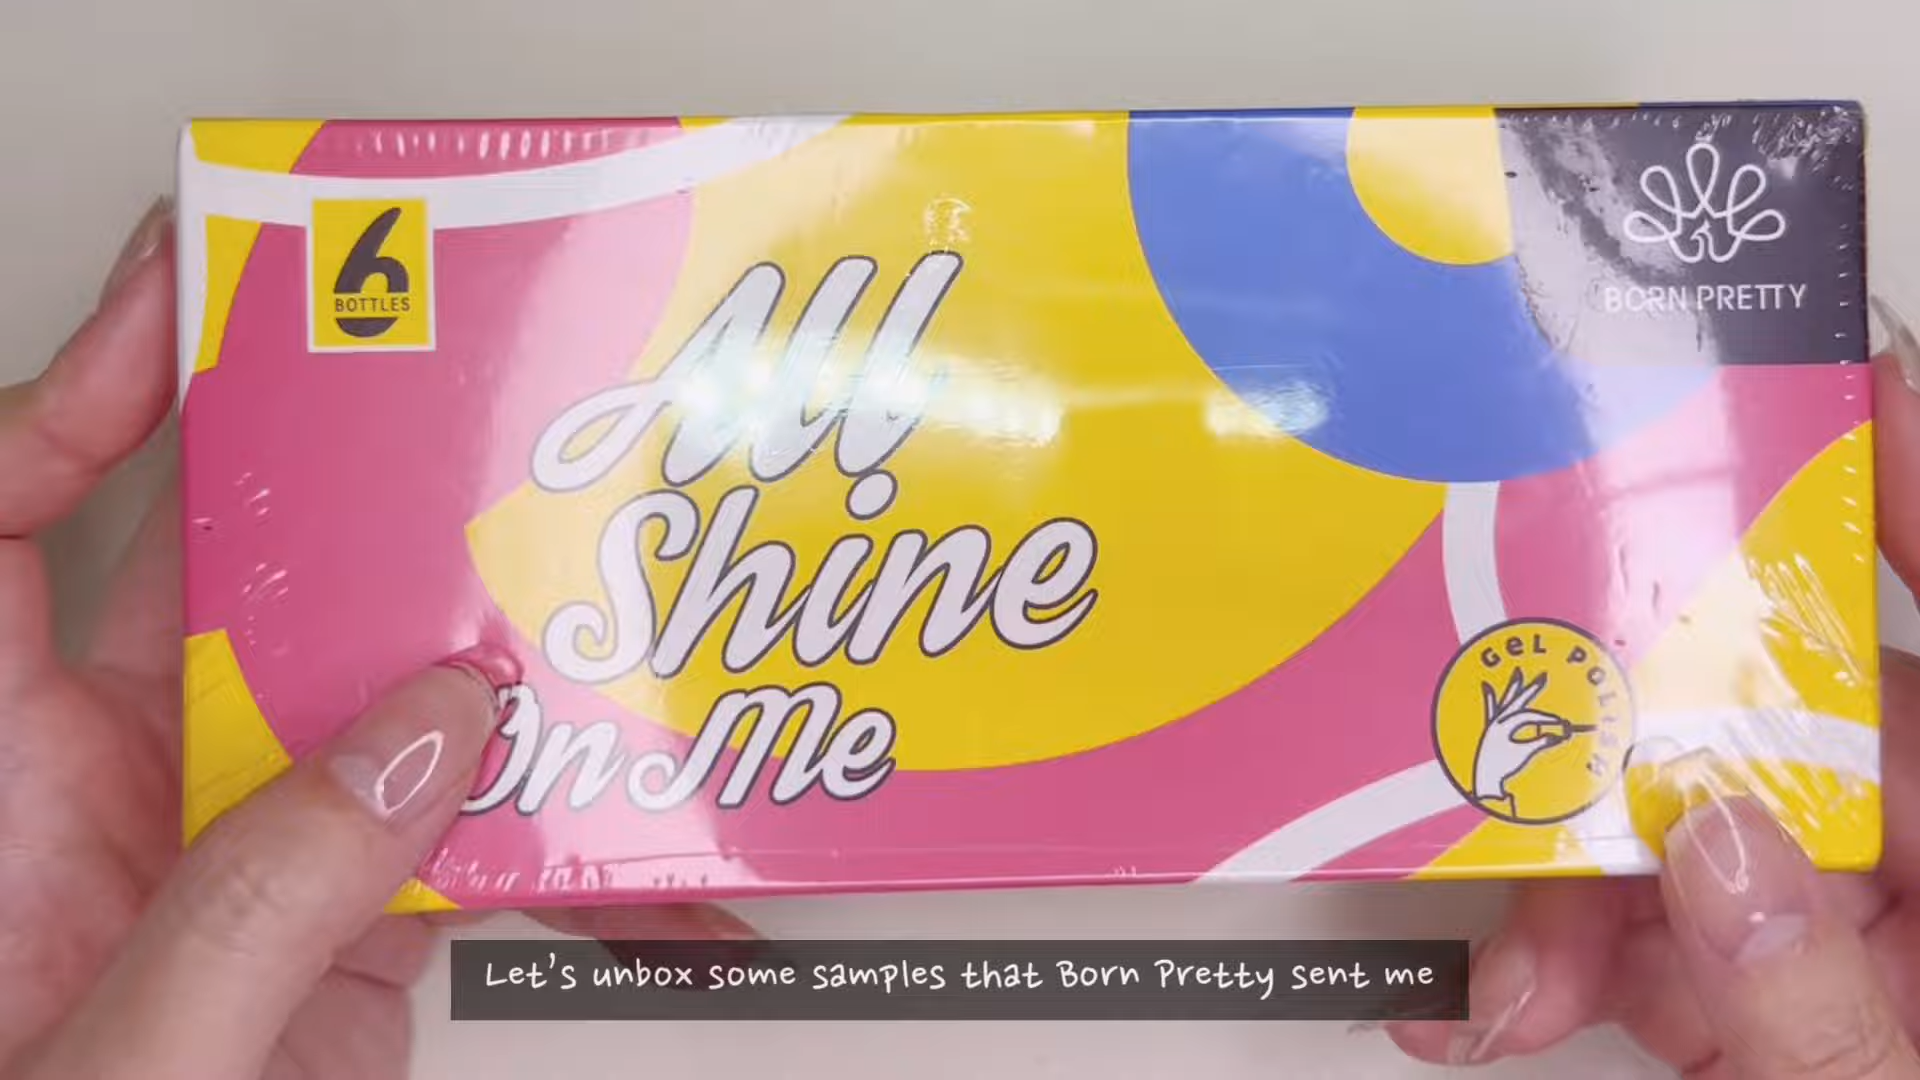 6
BOTTLES
All
Shine
On Me
BORN PRETTY
GEL POLISH
Let's unbox some samples that Born Pretty sent me